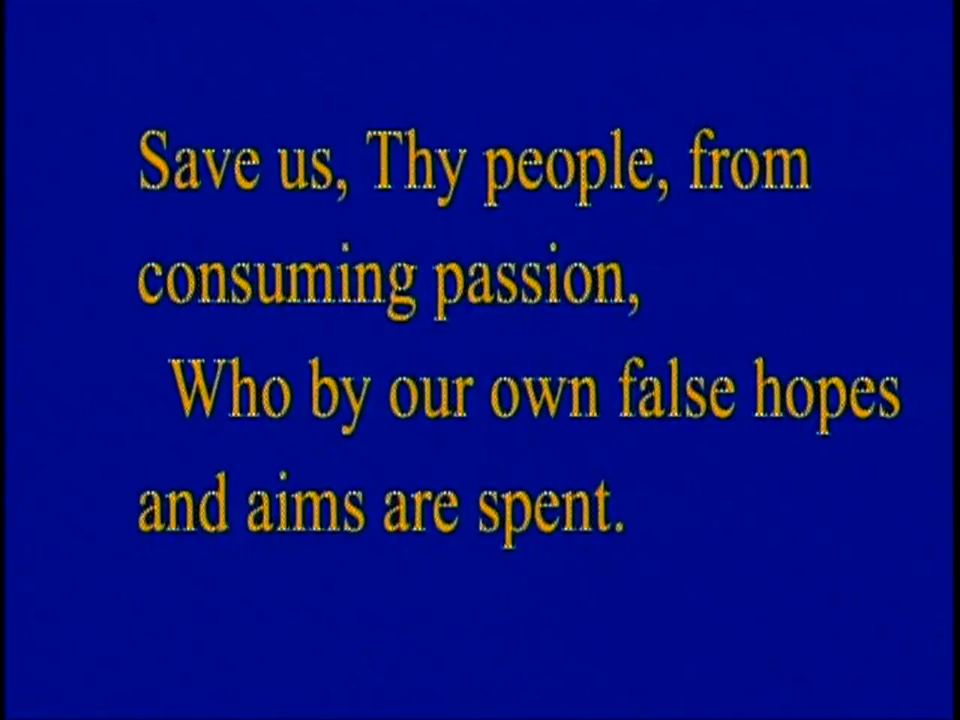 Save us, Thy people, from
consuming passion,
Who by our own false hopes
and aims are spent.